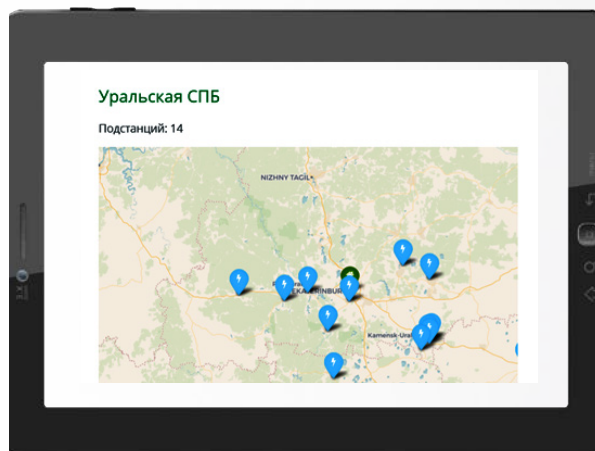 Уральская СПБ
Подстанций: 14
NIZHNY TAGIL
EKATERINBURG
Kamensk-Ural